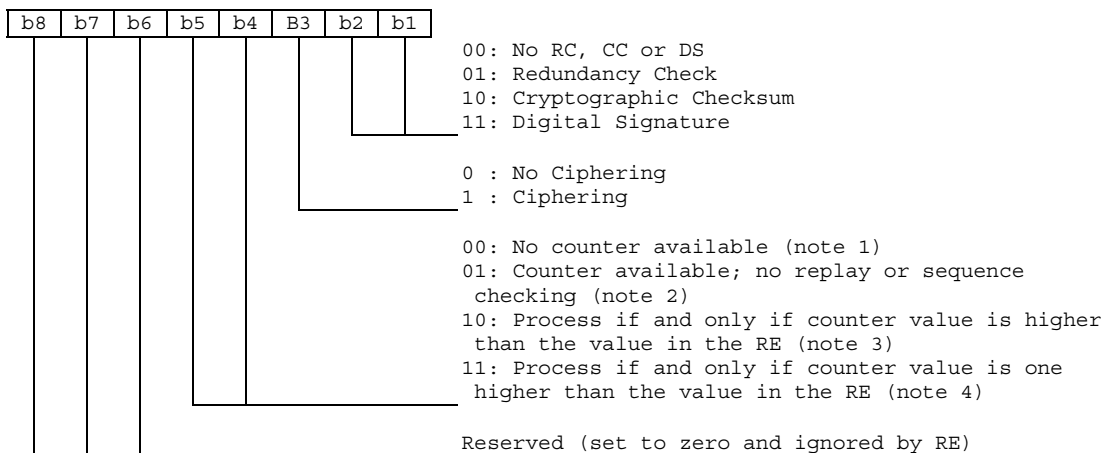 b8 b7 b6 b5 b4 B3 b2 b1
00: No RC, CC or DS
01: Redundancy Check
10: Cryptographic Checksum
11: Digital Signature
0 : No Ciphering
1 : Ciphering
00: No counter available (note 1)
01: Counter available; no replay or sequence
checking (note 2)
10: Process if and only if counter value is higher
than the value in the RE (note 3)
11: Process if and only if counter value is one
higher than the value in the RE (note 4)
Reserved (set to zero and ignored by RE)